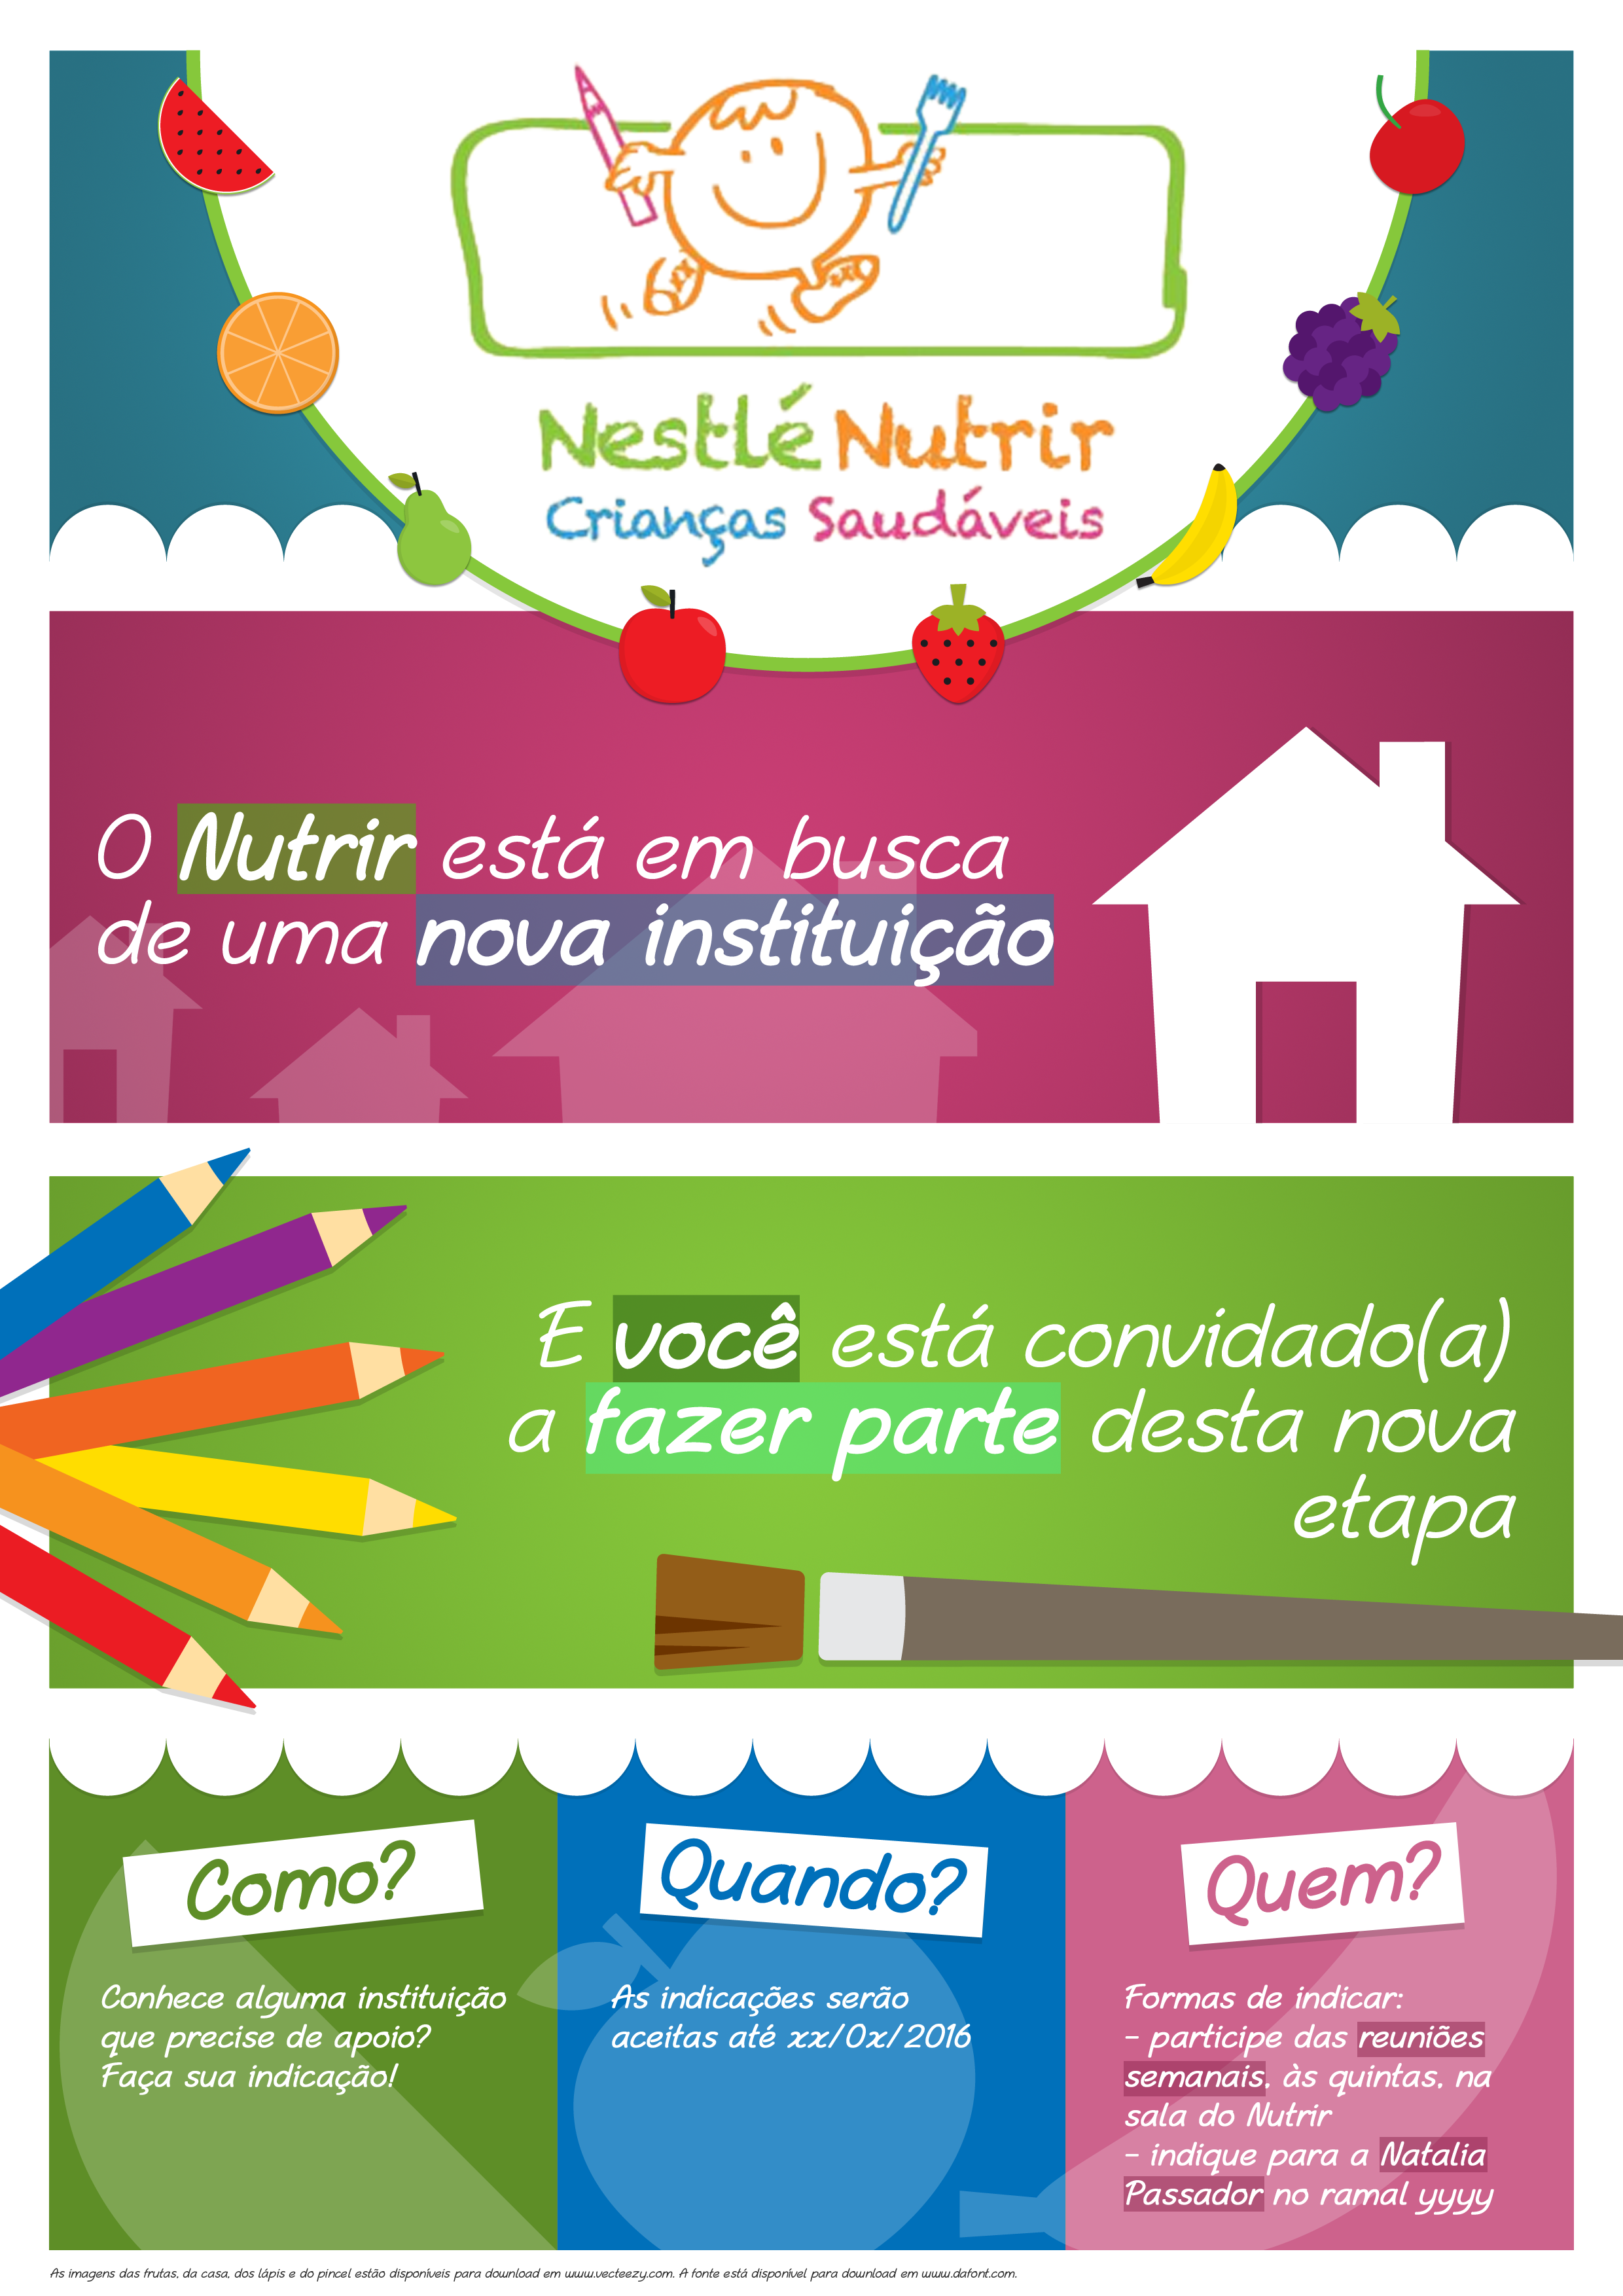 Nestlé Nutrir
Crianças Saudáveis
O Nutrir está em busca
de uma nova instituição
E você está convidado(a)
a fazer parte desta nova
etapa
Como?
Conhece alguma instituição
que precise de apoio?
Faça sua indicação!
Quando?
As indicações serão
aceitas até xx/0x/2016
Quem?
Formas de indicar:
- participe das reuniões
semanais, às quintas, na
sala do Nutrir
- indique para a Natalia
Passador no ramal yyyy
As imagens das frutas, da casa, dos lápis e do pincel estão disponíveis para download em www.vecteezy.com. A fonte está disponível para download em www.dafont.com.